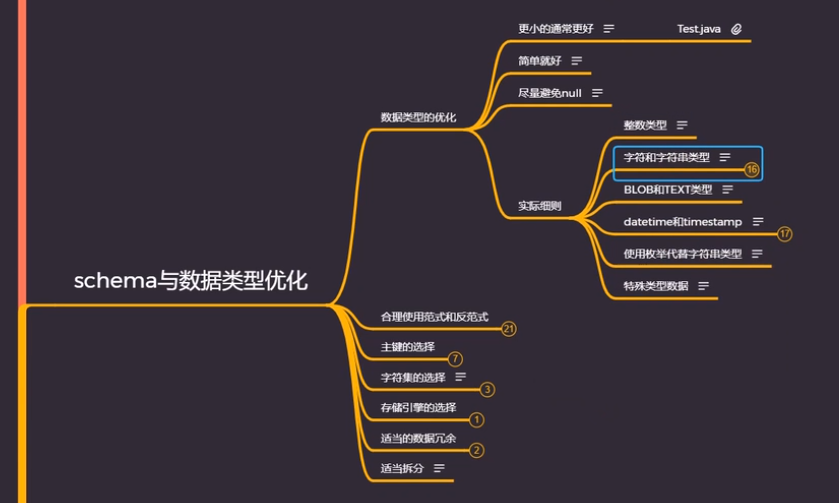 schema与数据类型优化
数据类型的优化
更小的通常更好
Test.java
简单就好
尽量避免null
实际细则
整数类型
字符和字符串类型
16
BLOB和TEXT类型
datetime和timestamp
17
使用枚举代替字符串类型
特殊类型数据
合理使用范式和反范式
21
主键的选择
7
字符集的选择
3
存储引擎的选择
1
适当的数据冗余
2
适当拆分